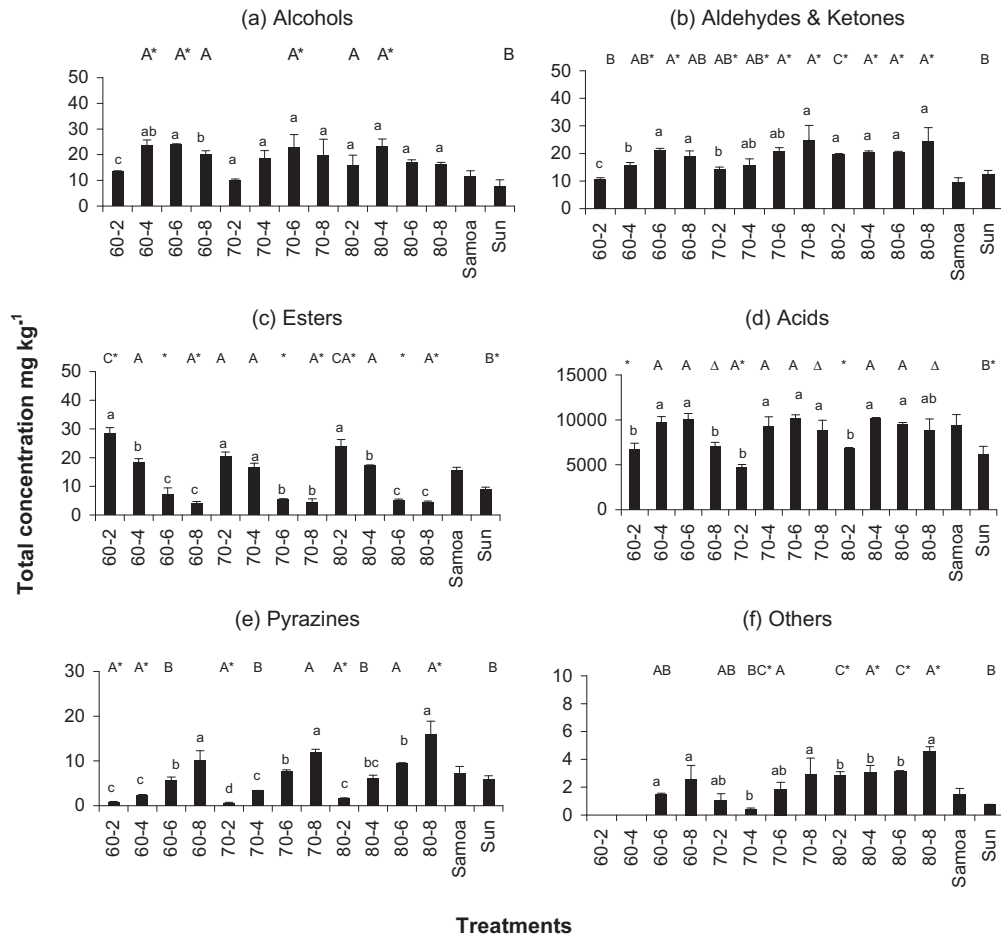 (a) Alcohols
A* A* A A* A A* B
50
40
30
20
10
0
c ab a b a a a a a a a a
60-2 60-4 60-6 60-8 70-2 70-4 70-6 70-8 80-2 80-4 80-6 80-8 Samoa Sun
(b) Aldehydes & Ketones
B AB* A* AB AB* AB* A* A* C* A* A* A* B
50
40
30
20
10
0
c b a a b ab ab a a a a a
60-2 60-4 60-6 60-8 70-2 70-4 70-6 70-8 80-2 80-4 80-6 80-8 Samoa Sun
(c) Esters
C* A * A* A A * A* CA* A * A* B*
50
40
30
20
10
0
a b c c a a b b a b c c
60-2 60-4 60-6 60-8 70-2 70-4 70-6 70-8 80-2 80-4 80-6 80-8 Samoa Sun
(d) Acids
* A A Δ A* A A Δ * A A Δ B*
15000
10000
5000
0
b a a b b a a a b a a ab
60-2 60-4 60-6 60-8 70-2 70-4 70-6 70-8 80-2 80-4 80-6 80-8 Samoa Sun
(e) Pyrazines
A* A* B A* B A A* B A A* B
30
20
10
0
c c b a d c b a c bc b a
60-2 60-4 60-6 60-8 70-2 70-4 70-6 70-8 80-2 80-4 80-6 80-8 Samoa Sun
(f) Others
AB AB BC* A C* A* C* A* B
10
8
6
4
2
0
a a ab b ab a b b b a
60-2 60-4 60-6 60-8 70-2 70-4 70-6 70-8 80-2 80-4 80-6 80-8 Samoa Sun
Total concentration mg kg⁻¹
Treatments